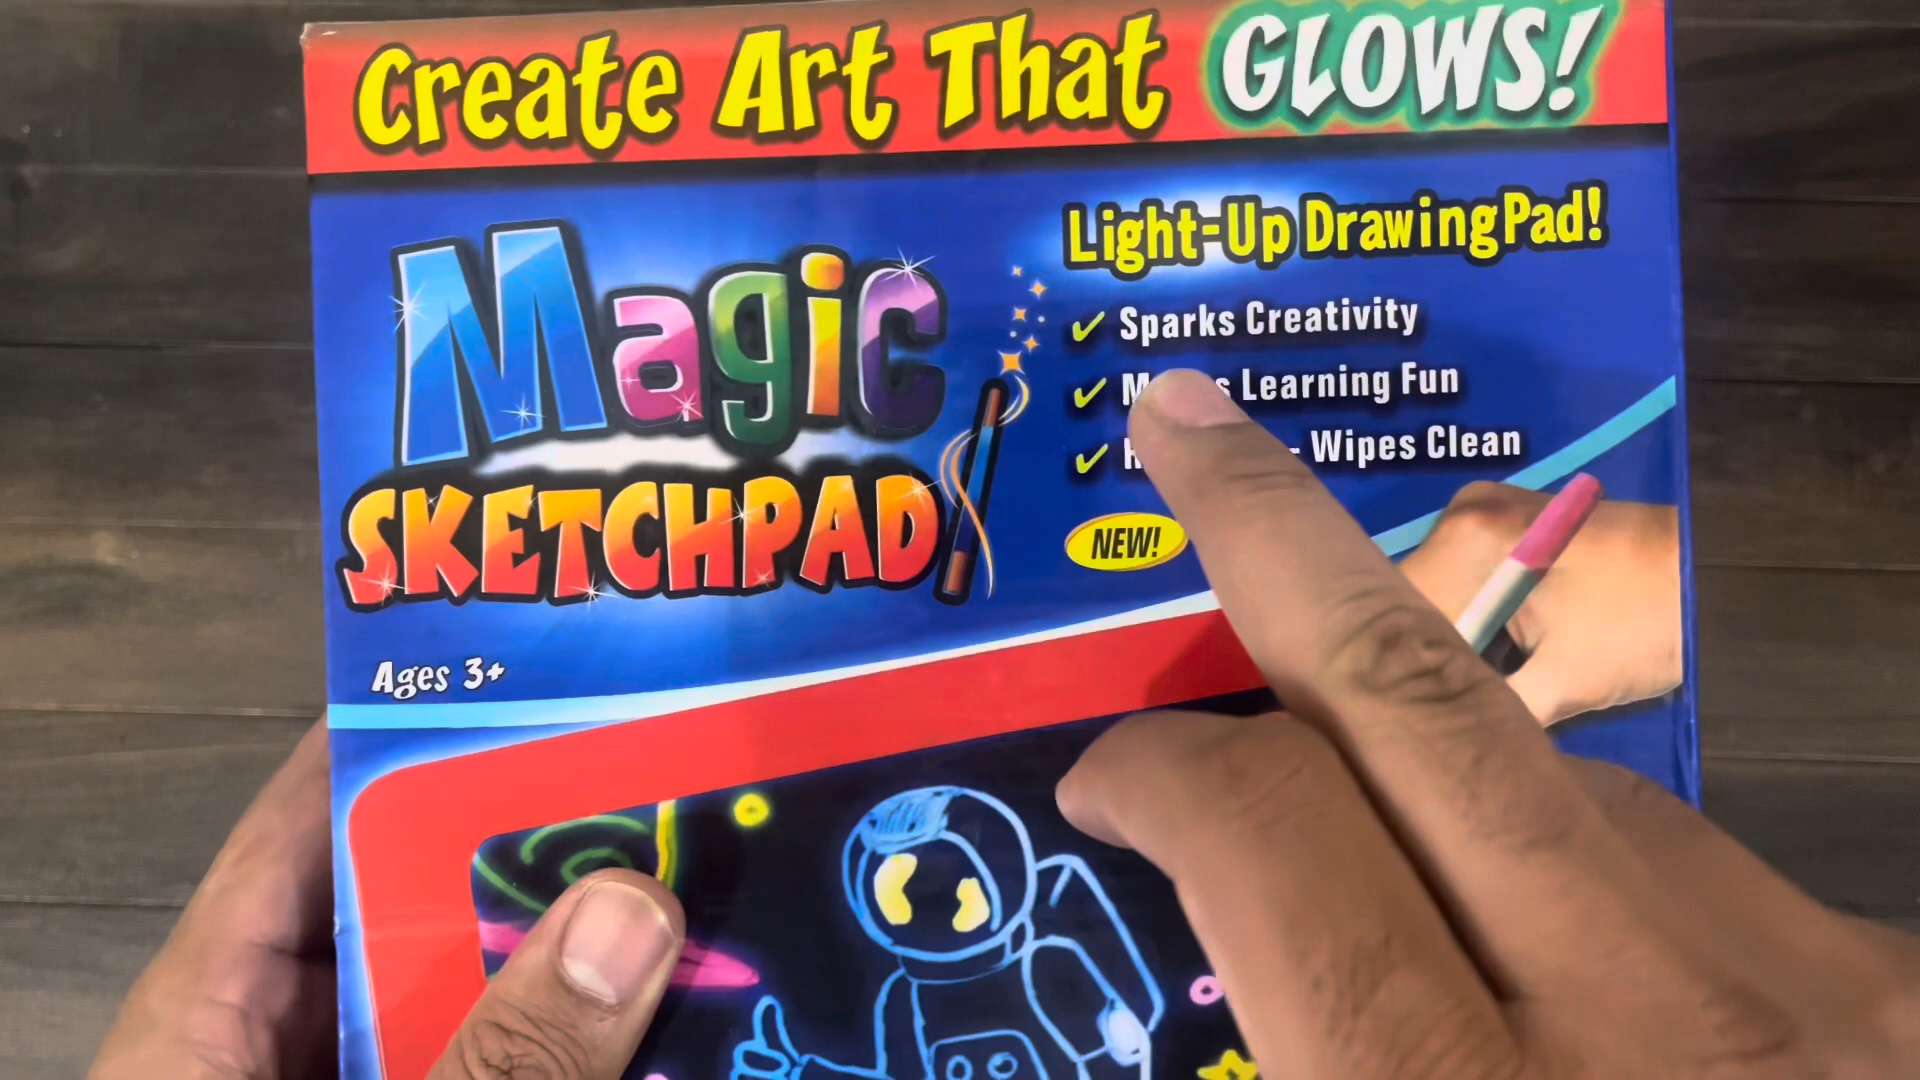 Create Art That GLOWS!
Magic
SKETCHPAD
Ages 3+
Light-Up Drawing Pad!
✓ Sparks Creativity
✓ Learning Fun
✓ - Wipes Clean
NEW!